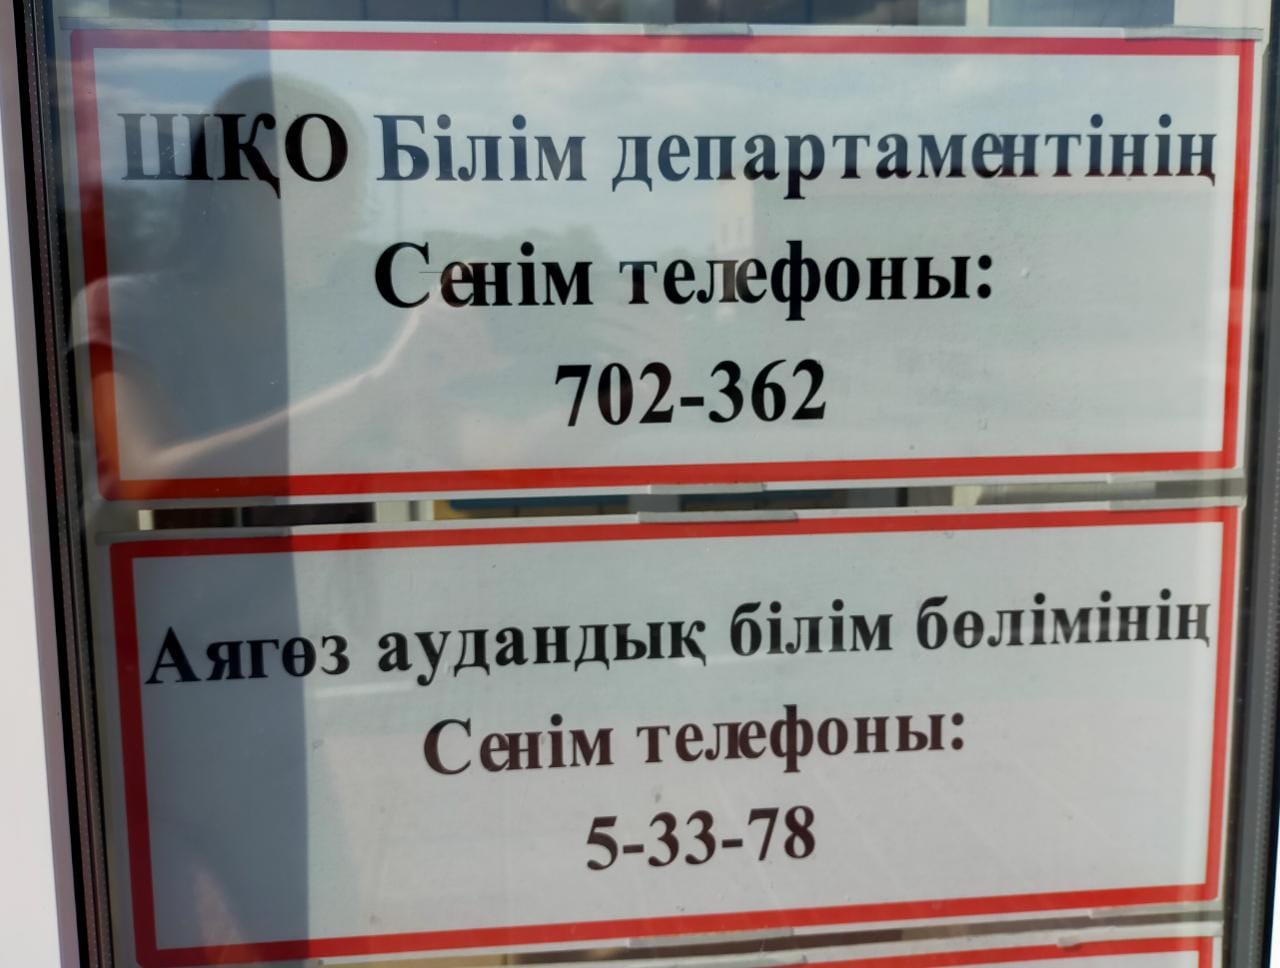 ШҚО Білім департаментінің
Сенім телефоны:
702-362
Аягөз аудандық білім бөлімінің
Сенім телефоны:
5-33-78